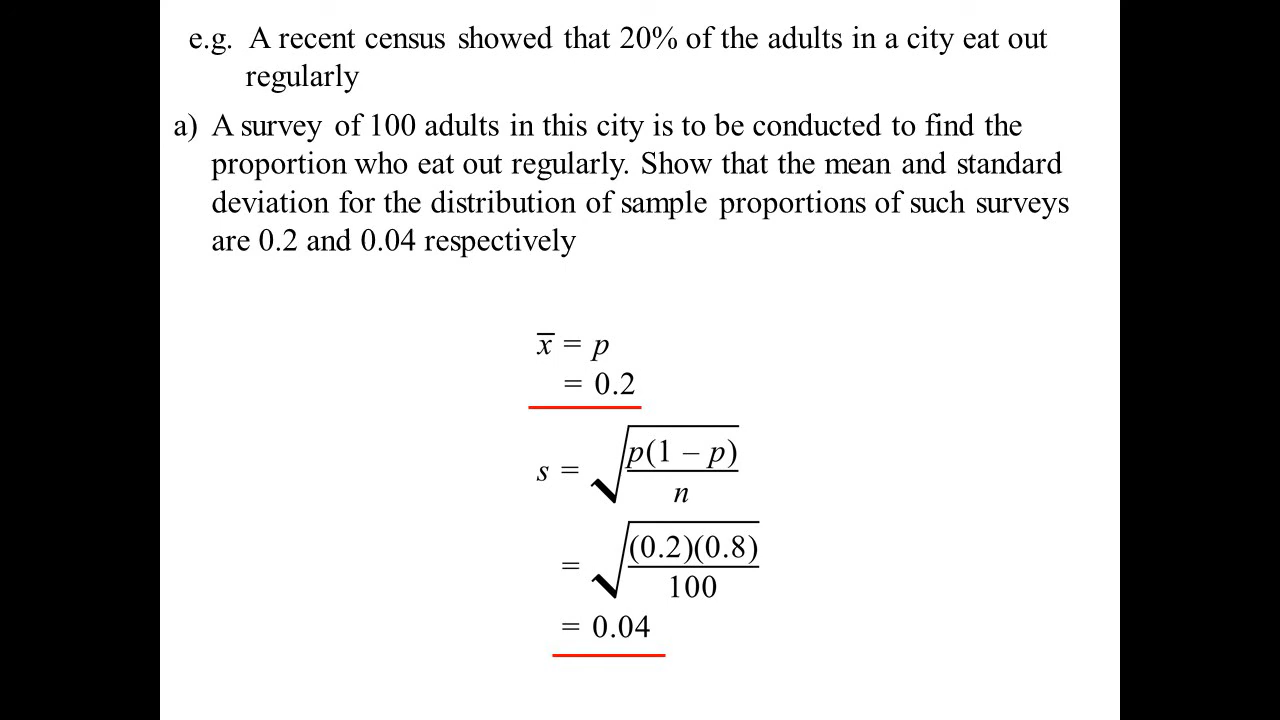 e.g. A recent census showed that 20% of the adults in a city eat out
regularly
a) A survey of 100 adults in this city is to be conducted to find the
proportion who eat out regularly. Show that the mean and standard
deviation for the distribution of sample proportions of such surveys
are 0.2 and 0.04 respectively
x̅ = p
= 0.2
s = √(p(1 – p)/n)
= √((0.2)(0.8)/100)
= 0.04